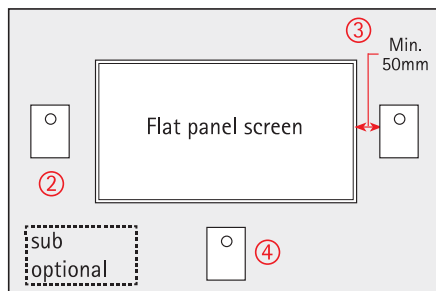 ③
Min.
50mm
Flat panel screen
②
sub
optional
④